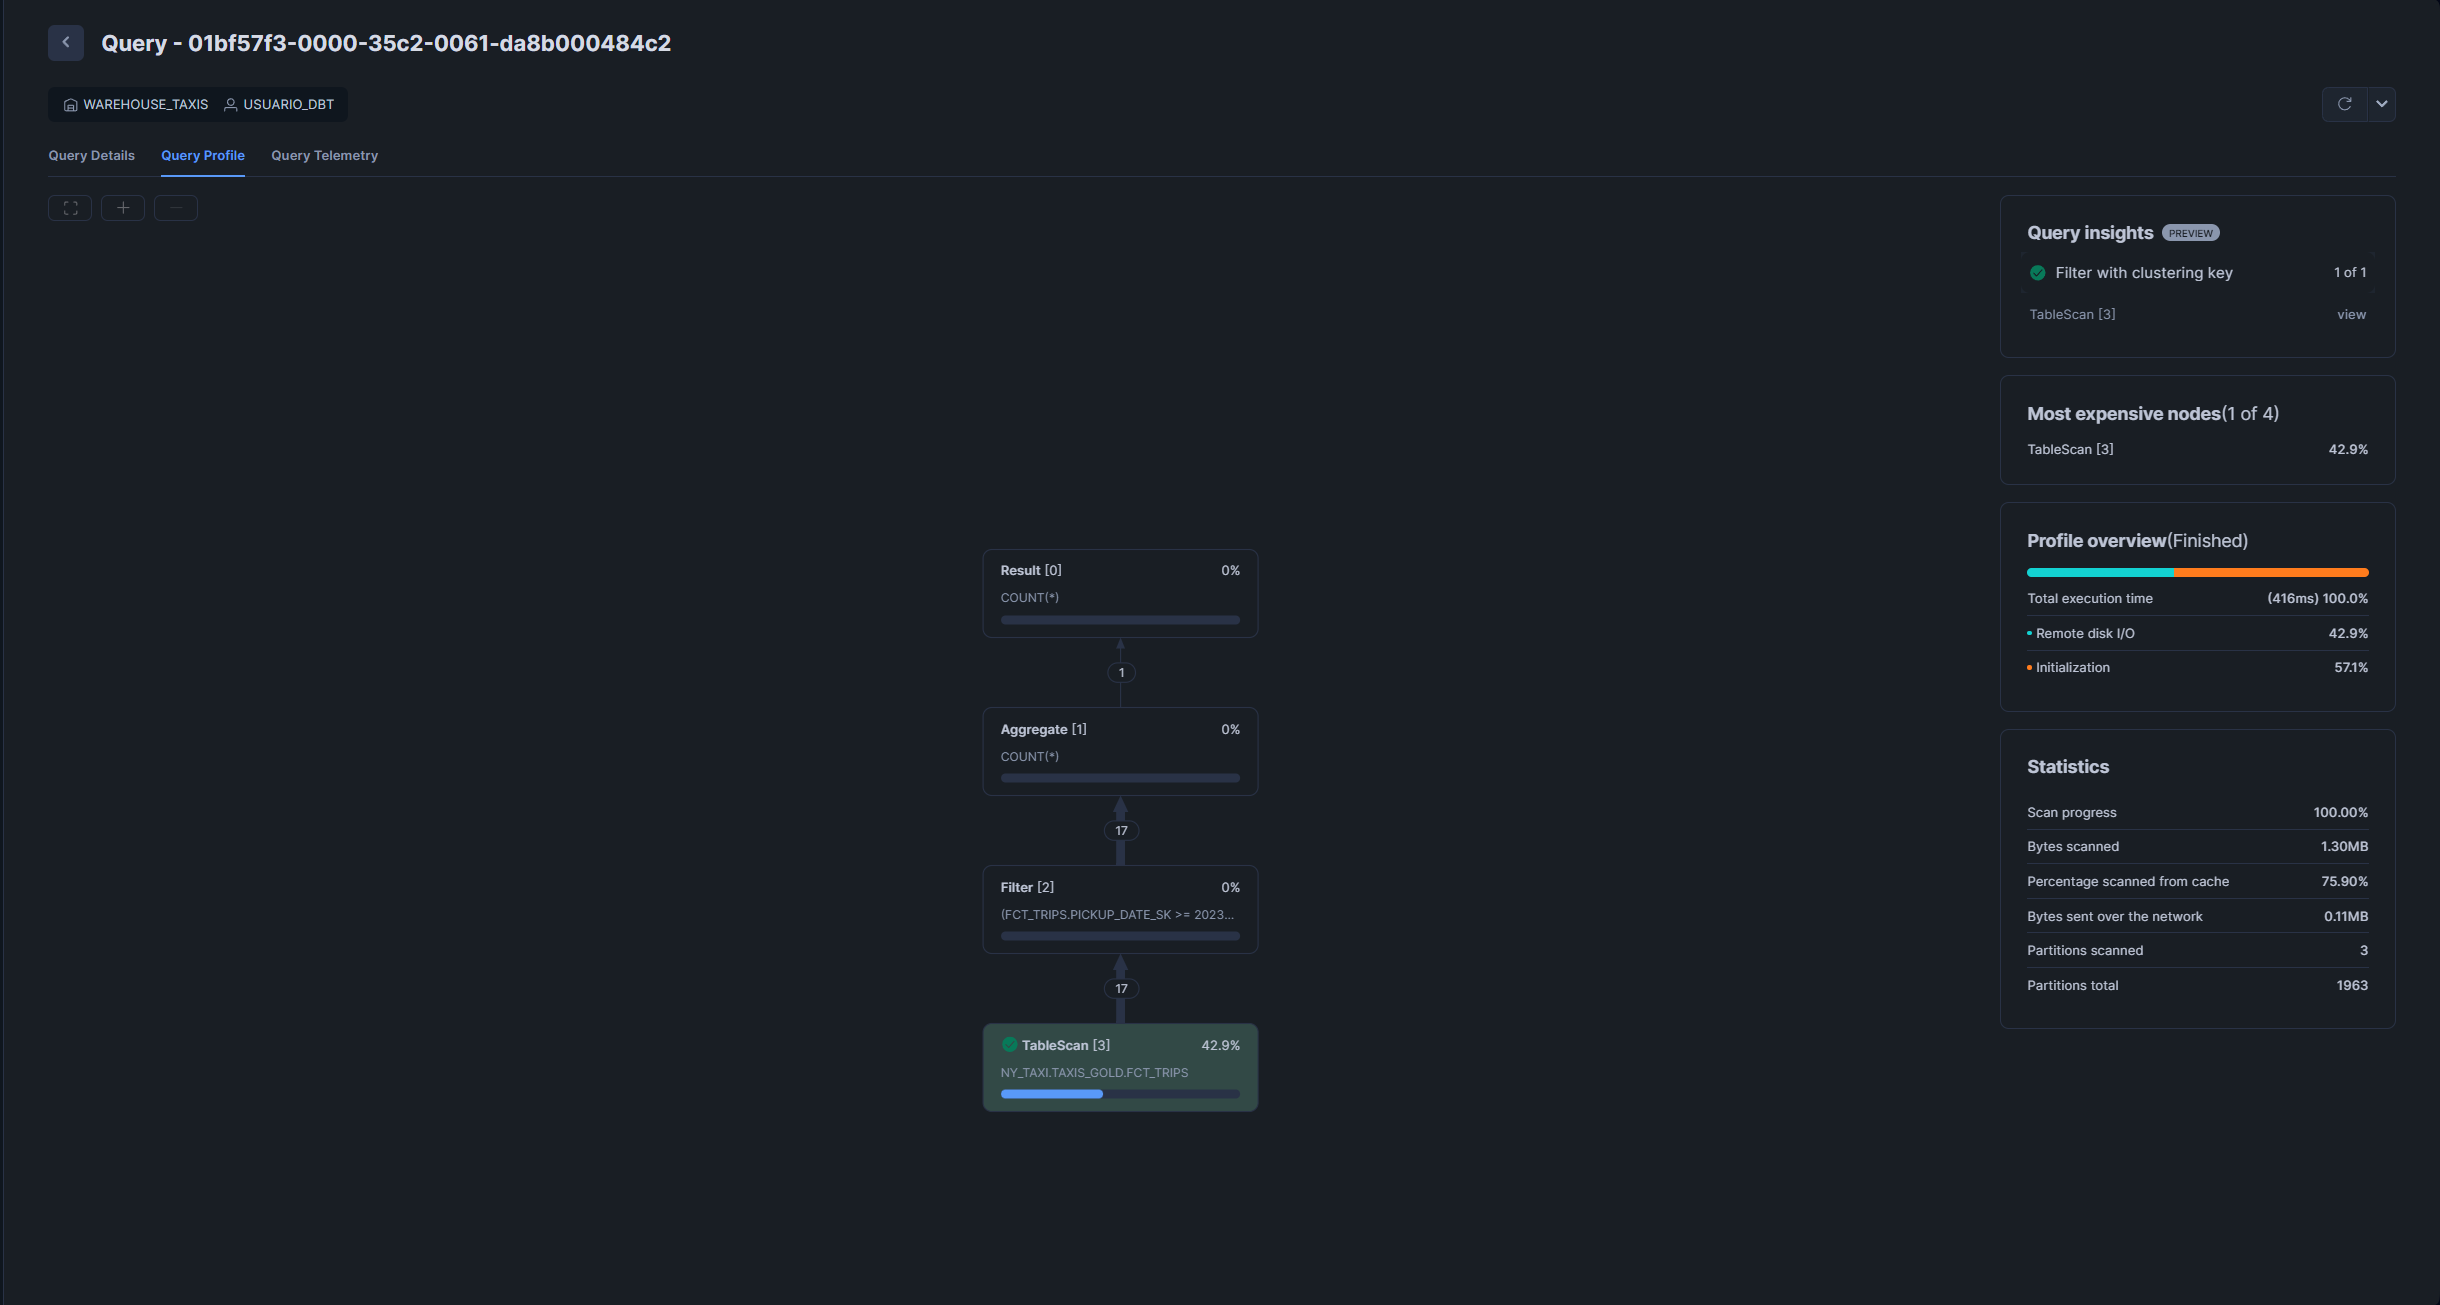 Query - 01bf57f3-0000-35c2-0061-da8b000484c2
WAREHOUSE_TAXIS USUARIO_DBT
Query Details Query Profile Query Telemetry
Result [0] 0%
COUNT(*)
1
Aggregate [1] 0%
COUNT(*)
17
Filter [2] 0%
(FCT_TRIPS.PICKUP_DATE_SK >= 2023...
17
TableScan [3] 42.9%
NY_TAXI.TAXIS_GOLD.FCT_TRIPS
Query insights PREVIEW
Filter with clustering key 1 of 1
TableScan [3] view
Most expensive nodes(1 of 4)
TableScan [3] 42.9%
Profile overview(Finished)
Total execution time (416ms) 100.0%
Remote disk I/O 42.9%
Initialization 57.1%
Statistics
Scan progress 100.00%
Bytes scanned 1.30MB
Percentage scanned from cache 75.90%
Bytes sent over the network 0.11MB
Partitions scanned 3
Partitions total 1963